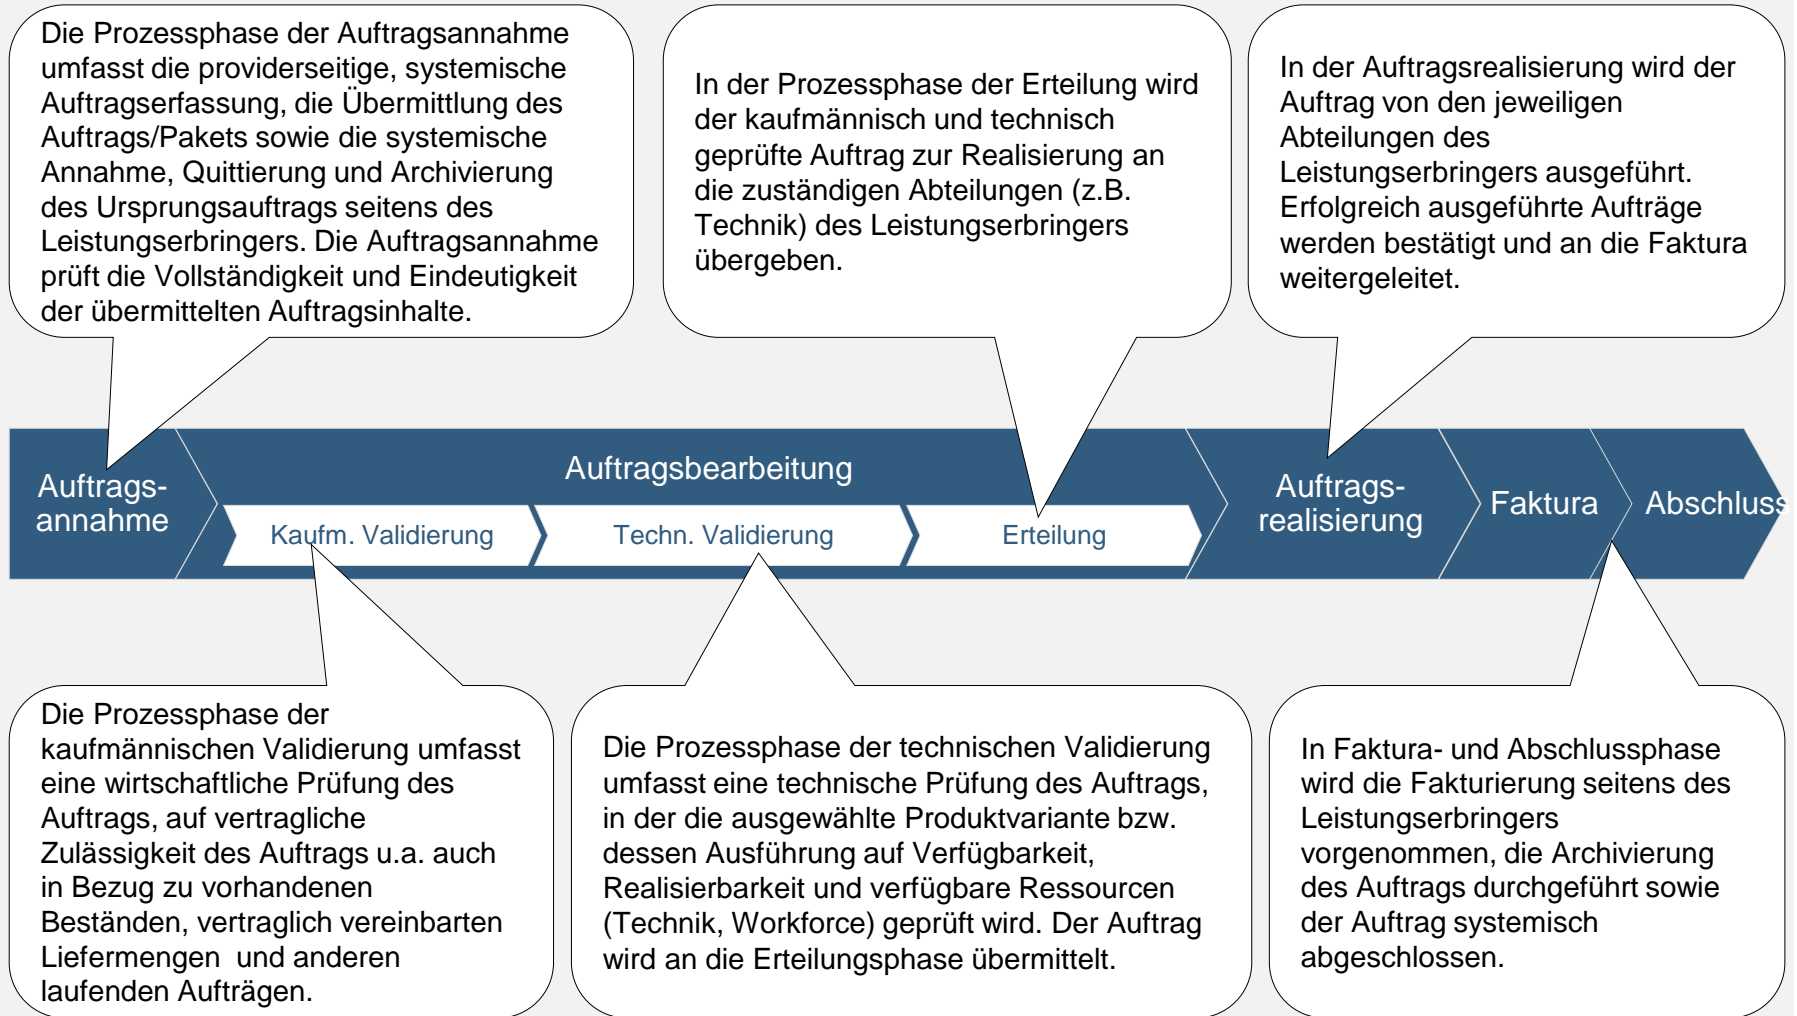 Die Prozessphase der Auftragsannahme
umfasst die providerseitige, systemische
Auftragserfassung, die Übermittlung des
Auftrags/Pakets sowie die systemische
Annahme, Quittierung und Archivierung
des Ursprungsauftrags seitens des
Leistungserbringers. Die Auftragsannahme
prüft die Vollständigkeit und Eindeutigkeit
der übermittelten Auftragsinhalte.
In der Prozessphase der Erteilung wird
der kaufmännisch und technisch
geprüfte Auftrag zur Realisierung an
die zuständigen Abteilungen (z.B.
Technik) des Leistungserbringers
übergeben.
In der Auftragsrealisierung wird der
Auftrag von den jeweiligen
Abteilungen des
Leistungserbringers ausgeführt.
Erfolgreich ausgeführte Aufträge
werden bestätigt und an die Faktura
weitergeleitet.
Auftrags-
annahme
Auftragsbearbeitung
Kaufm. Validierung
Techn. Validierung
Erteilung
Auftrags-
realisierung
Faktura
Abschluss
Die Prozessphase der
kaufmännischen Validierung umfasst
eine wirtschaftliche Prüfung des
Auftrags, auf vertragliche
Zulässigkeit des Auftrags u.a. auch
in Bezug zu vorhandenen
Beständen, vertraglich vereinbarten
Liefermengen  und anderen
laufenden Aufträgen.
Die Prozessphase der technischen Validierung
umfasst eine technische Prüfung des Auftrags,
in der die ausgewählte Produktvariante bzw.
dessen Ausführung auf Verfügbarkeit,
Realisierbarkeit und verfügbare Ressourcen
(Technik, Workforce) geprüft wird. Der Auftrag
wird an die Erteilungsphase übermittelt.
In Faktura- und Abschlussphase
wird die Fakturierung seitens des
Leistungserbringers
vorgenommen, die Archivierung
des Auftrags durchgeführt sowie
der Auftrag systemisch
abgeschlossen.